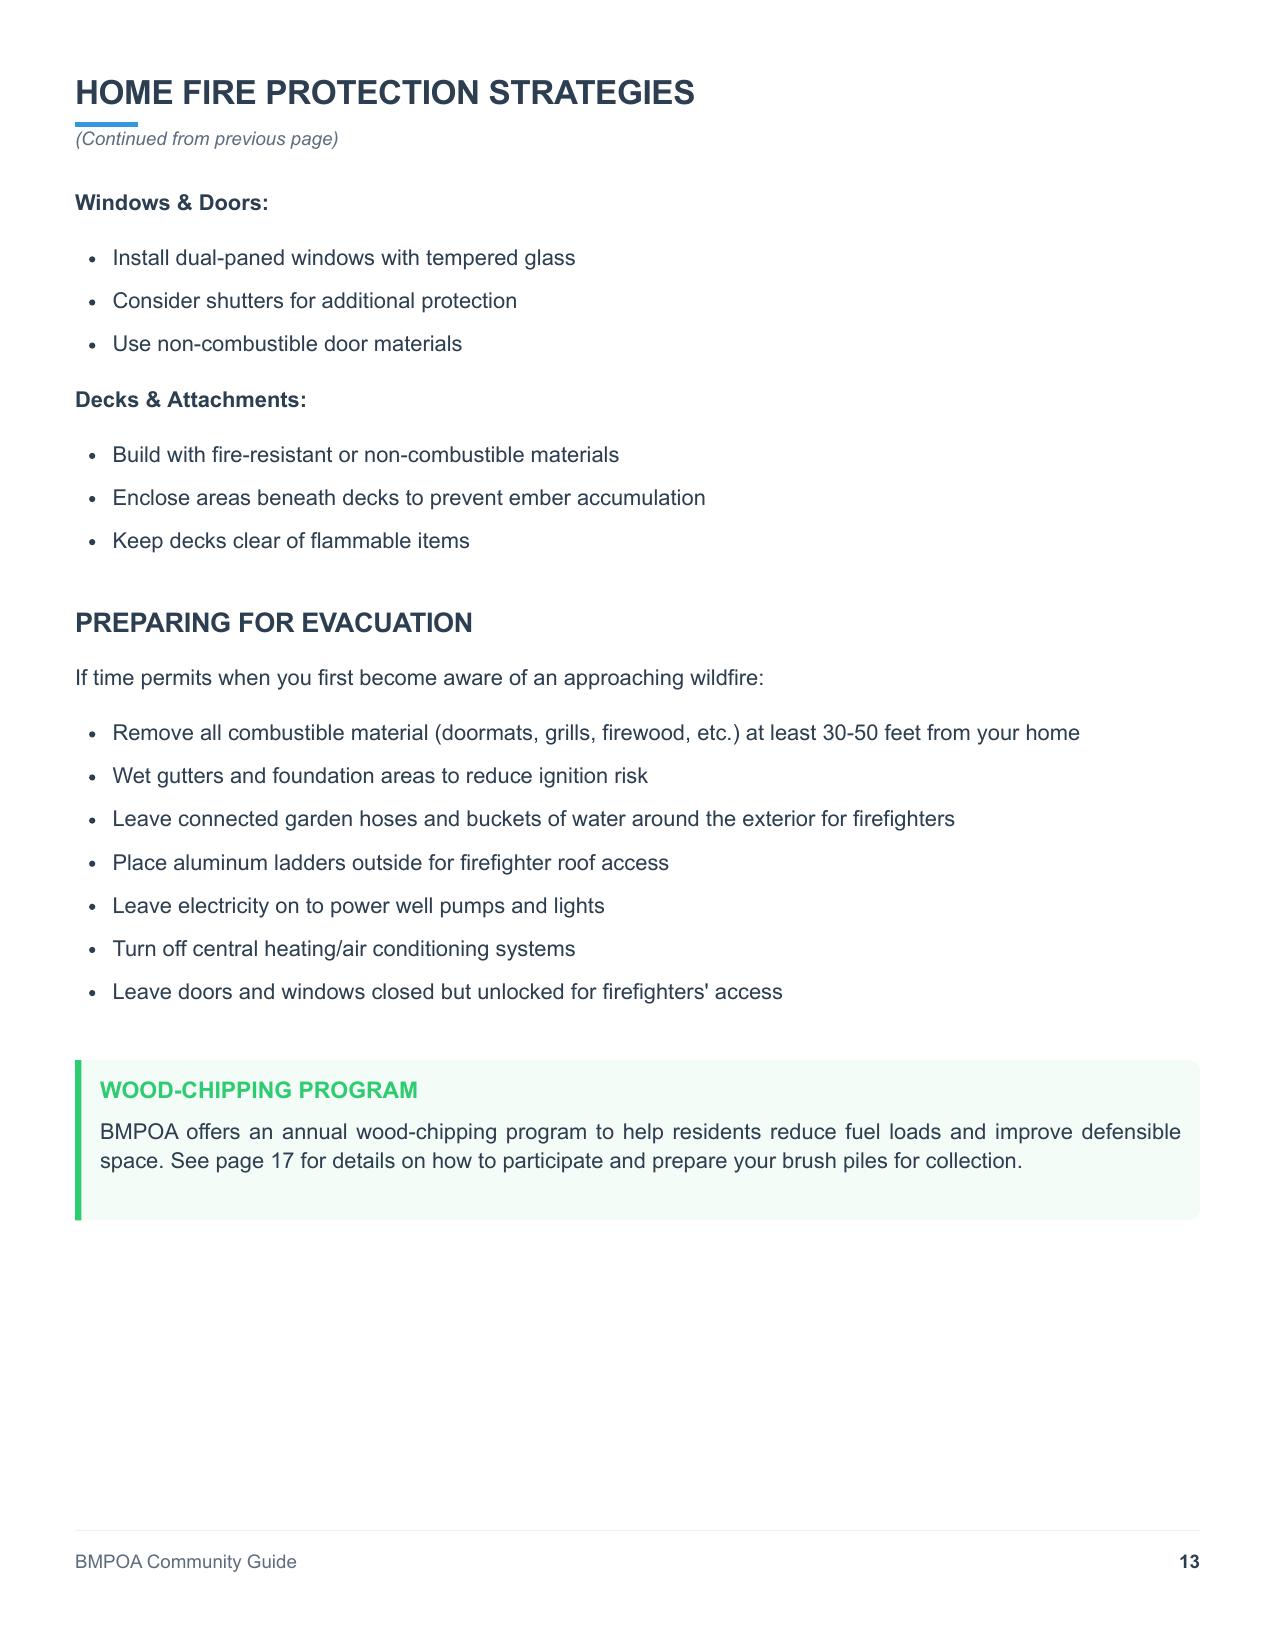 HOME FIRE PROTECTION STRATEGIES
(Continued from previous page)
Windows & Doors:
• Install dual-paned windows with tempered glass
• Consider shutters for additional protection
• Use non-combustible door materials
Decks & Attachments:
• Build with fire-resistant or non-combustible materials
• Enclose areas beneath decks to prevent ember accumulation
• Keep decks clear of flammable items
PREPARING FOR EVACUATION
If time permits when you first become aware of an approaching wildfire:
• Remove all combustible material (doormats, grills, firewood, etc.) at least 30-50 feet from your home
• Wet gutters and foundation areas to reduce ignition risk
• Leave connected garden hoses and buckets of water around the exterior for firefighters
• Place aluminum ladders outside for firefighter roof access
• Leave electricity on to power well pumps and lights
• Turn off central heating/air conditioning systems
• Leave doors and windows closed but unlocked for firefighters' access
WOOD-CHIPPING PROGRAM
BMPOA offers an annual wood-chipping program to help residents reduce fuel loads and improve defensible
space. See page 17 for details on how to participate and prepare your brush piles for collection.
BMPOA Community Guide
13